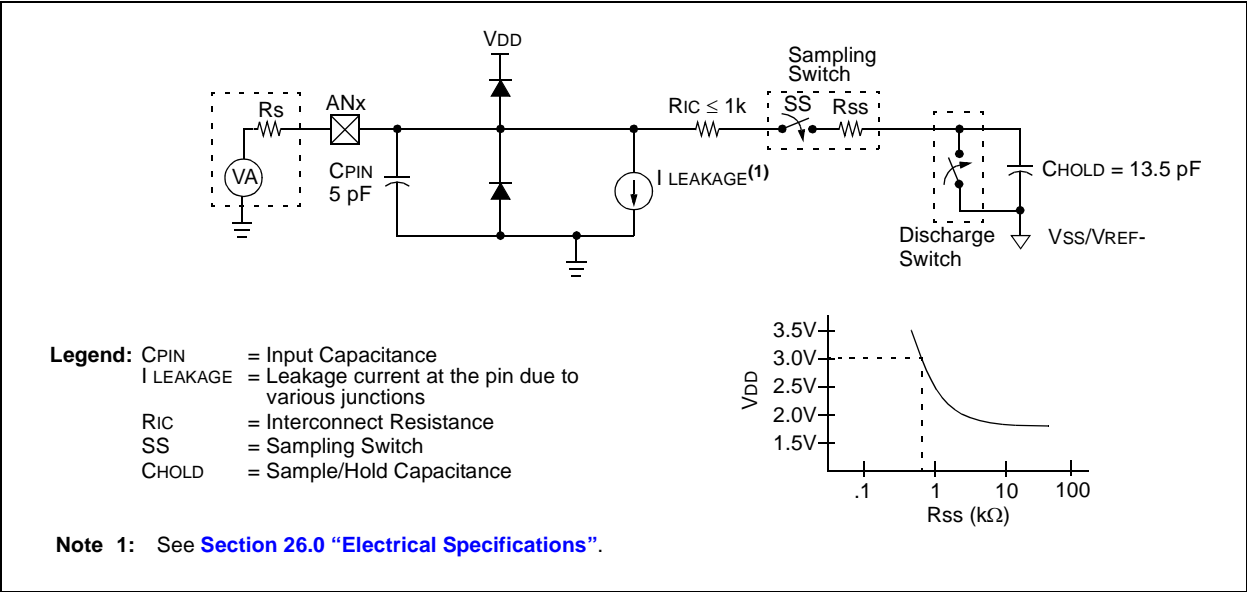 VDD
Sampling
Switch
Rs
ANx
RIC ≤ 1k
SS
Rss
VA
CPIN
5 pF
I LEAKAGE(1)
CHOLD = 13.5 pF
Discharge
Switch
VSS/VREF-
Legend: CPIN = Input Capacitance
I LEAKAGE = Leakage current at the pin due to
various junctions
RIC = Interconnect Resistance
SS = Sampling Switch
CHOLD = Sample/Hold Capacitance
VDD
3.5V
3.0V
2.5V
2.0V
1.5V
.1 1 10 100
Rss (kΩ)
Note 1: See Section 26.0 “Electrical Specifications”.